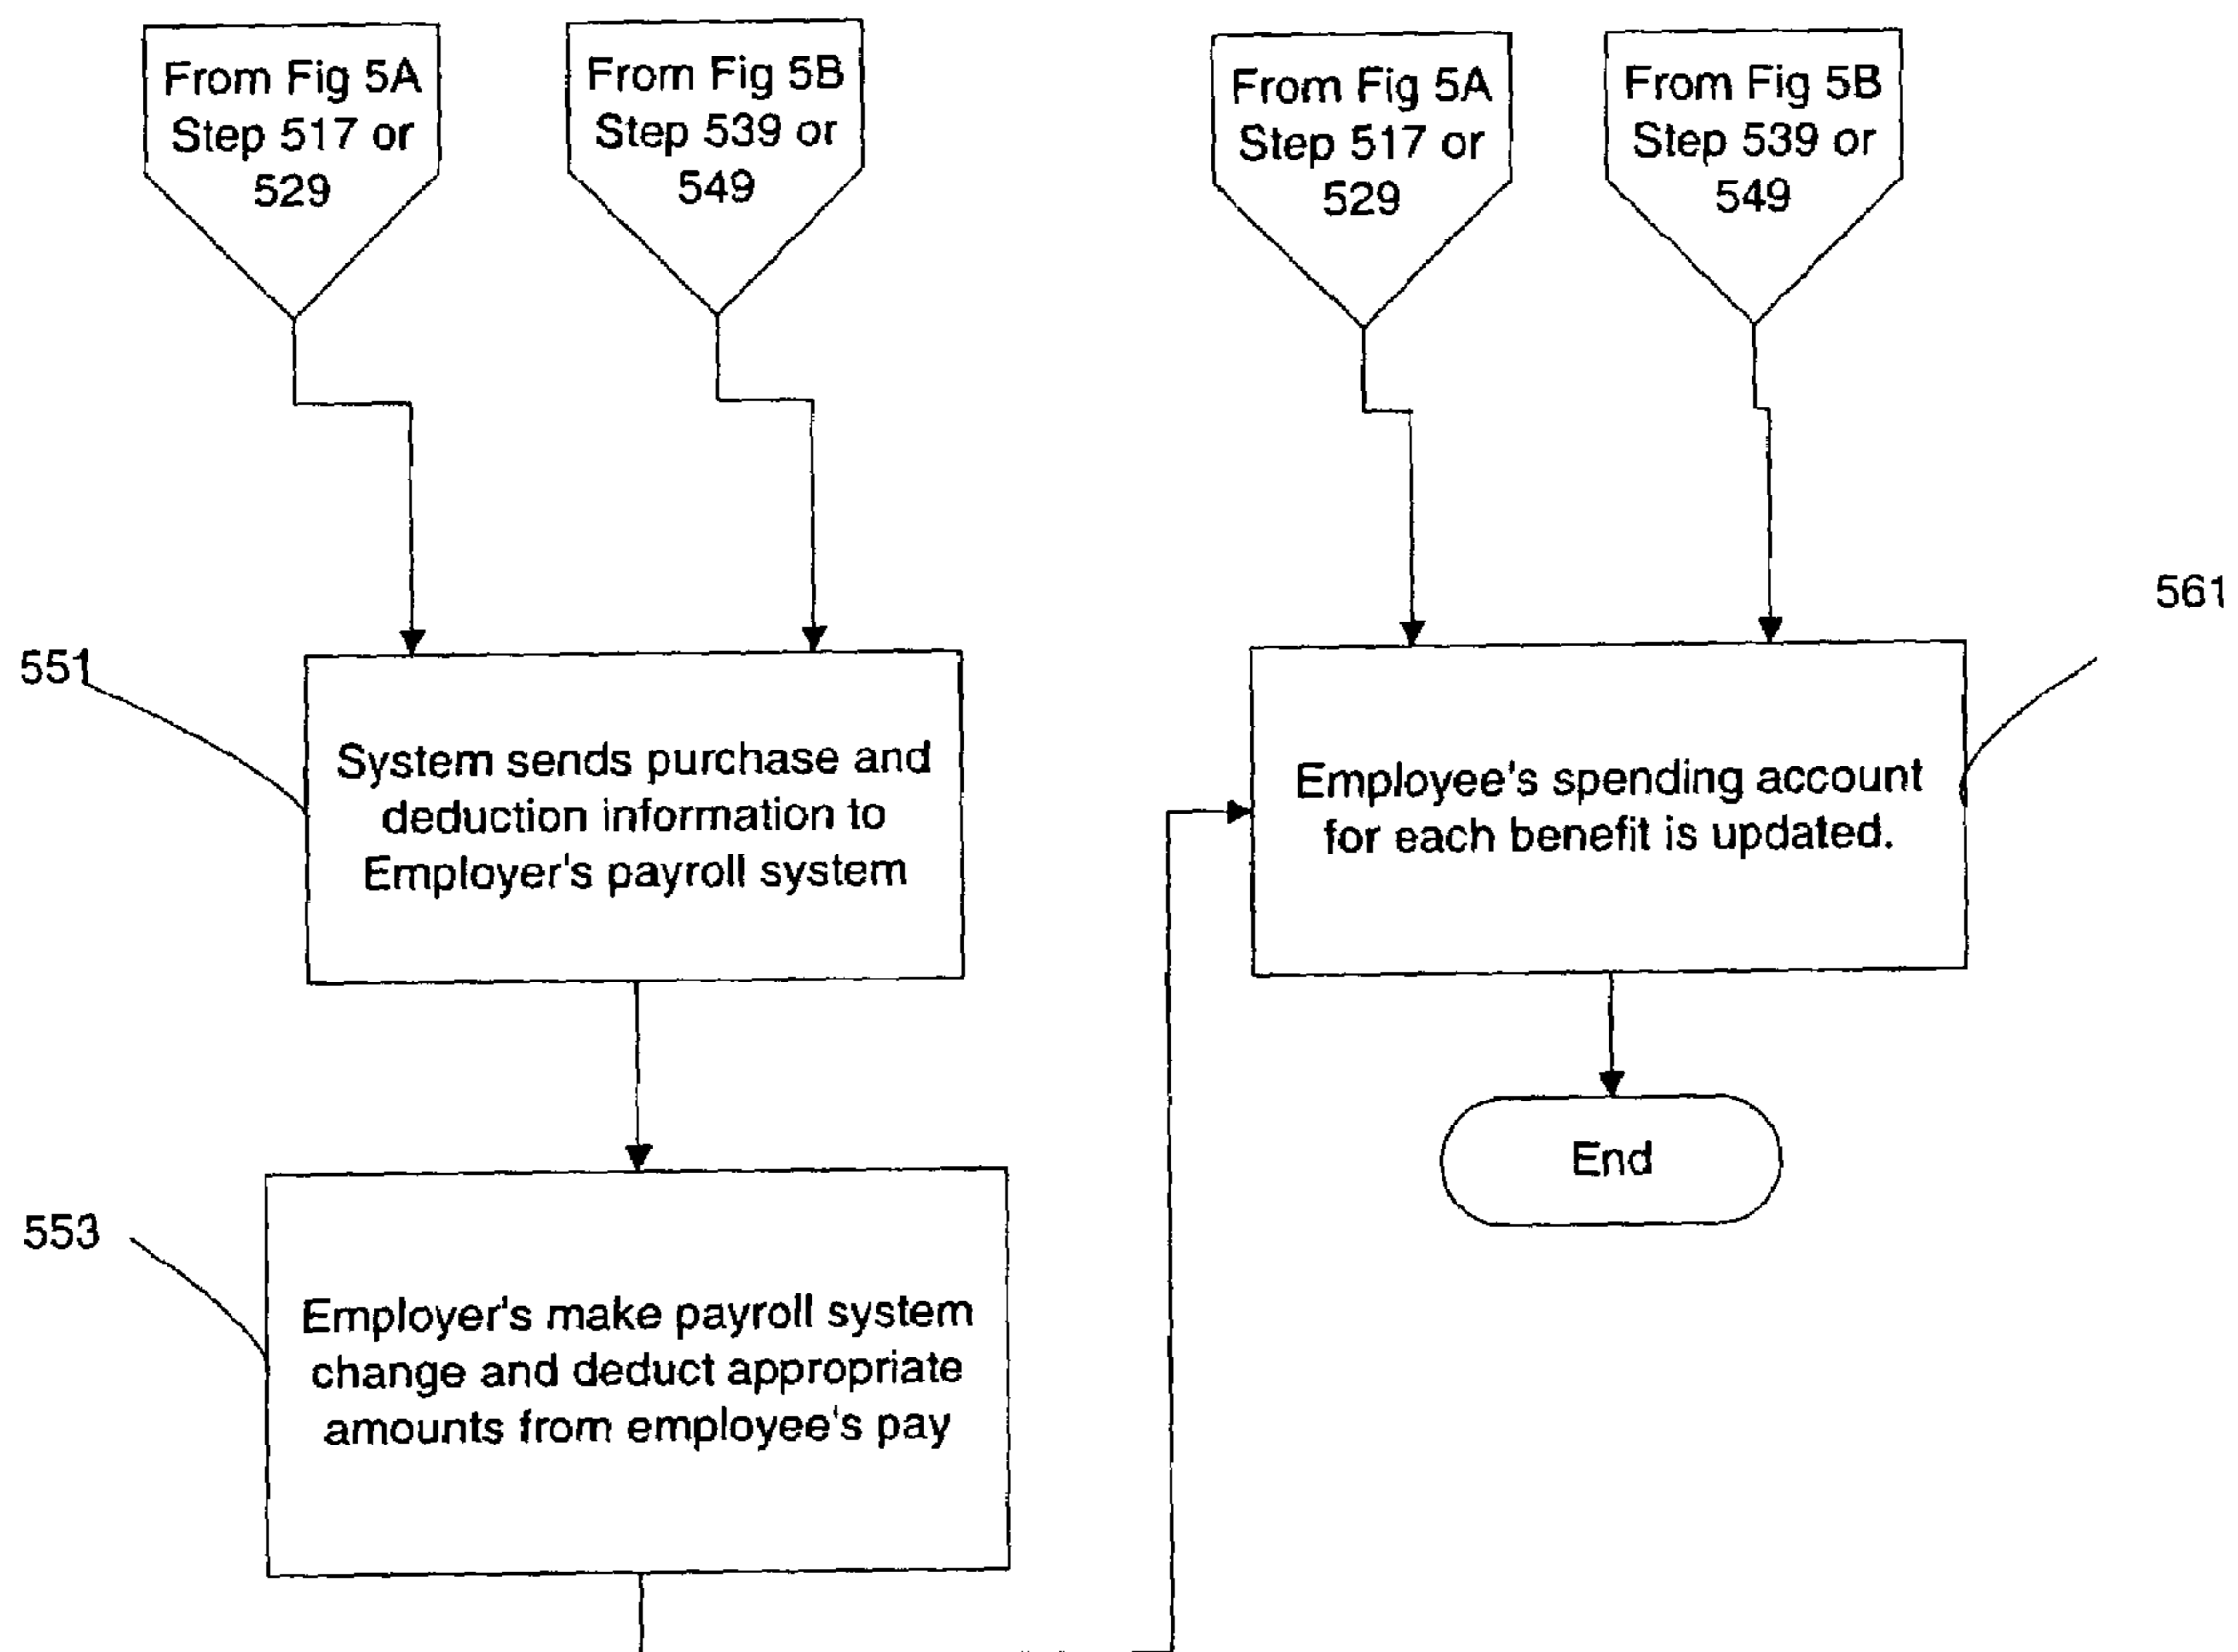 From Fig 5A
Step 517 or
529
From Fig 5B
Step 539 or
549
From Fig 5A
Step 517 or
529
From Fig 5B
Step 539 or
549
561
551
System sends purchase and
deduction information to
Employer's payroll system
Employee's spending account
for each benefit is updated.
End
553
Employer's make payroll system
change and deduct appropriate
amounts from employee's pay